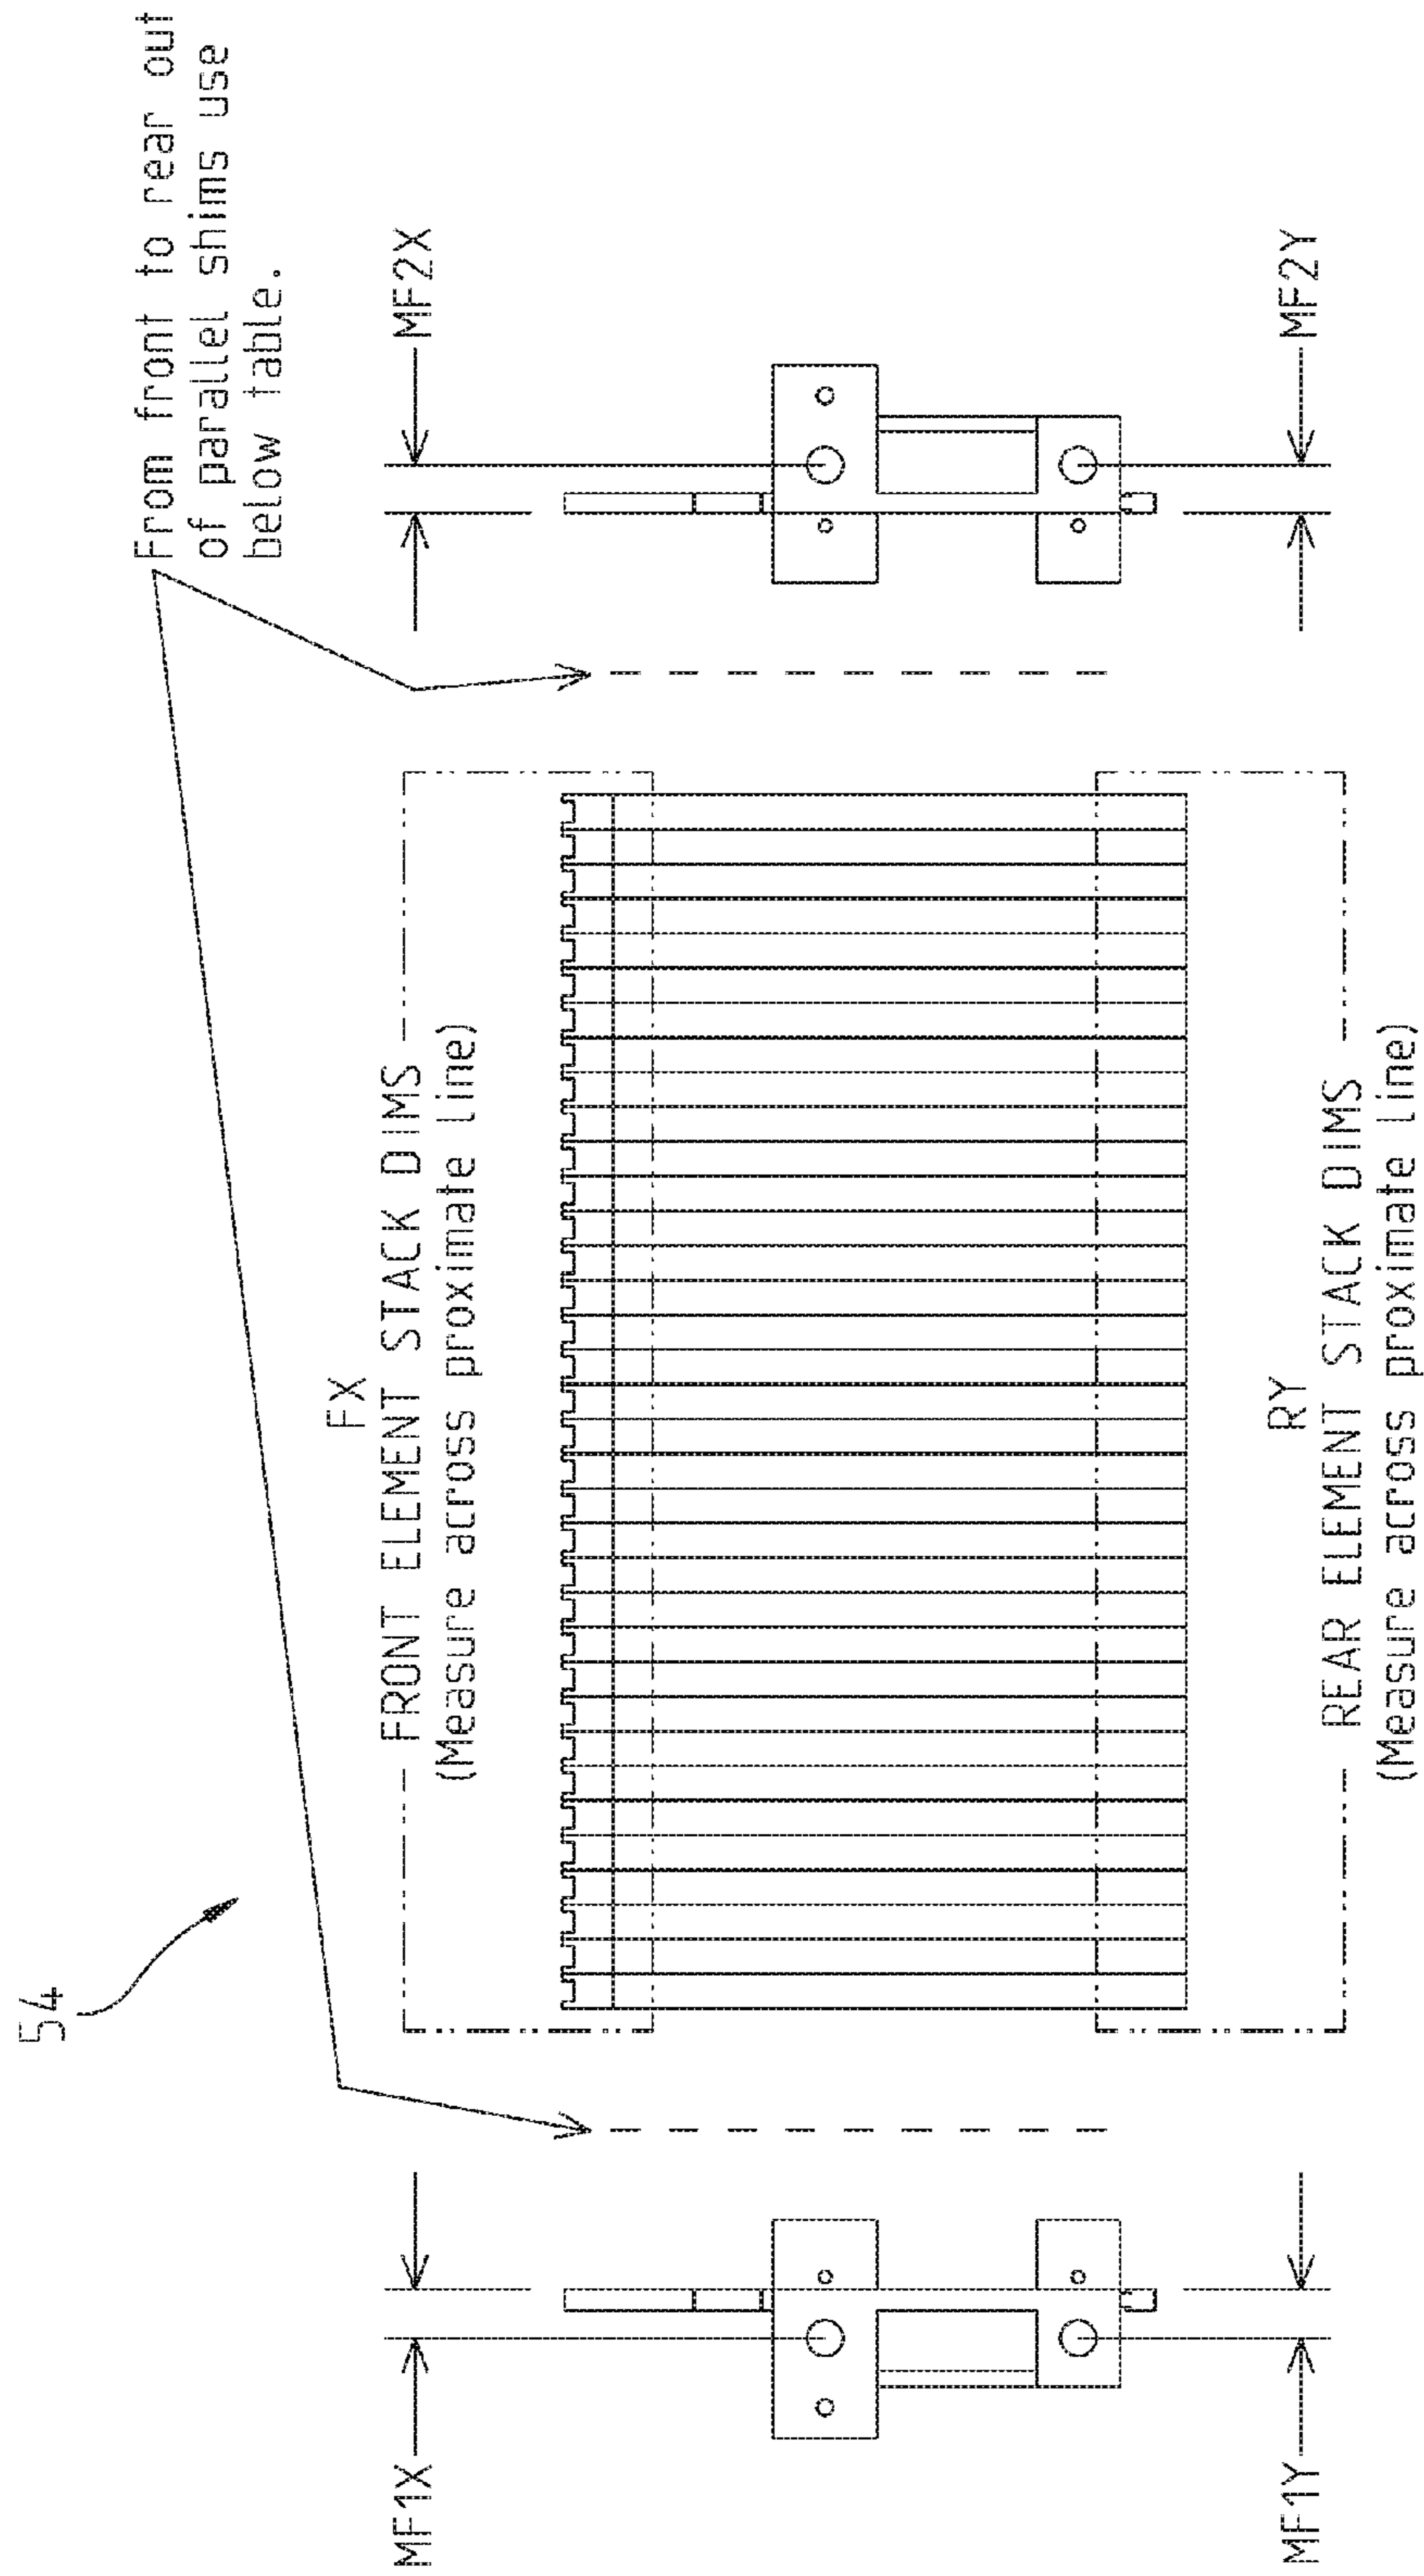 54
From front to rear out
of parallel shims use
below table.
MF1X
FX
MF2X
FRONT ELEMENT STACK DIMS
(Measure across proximate line)
MF1Y
RY
MF2Y
REAR ELEMENT STACK DIMS
(Measure across proximate line)